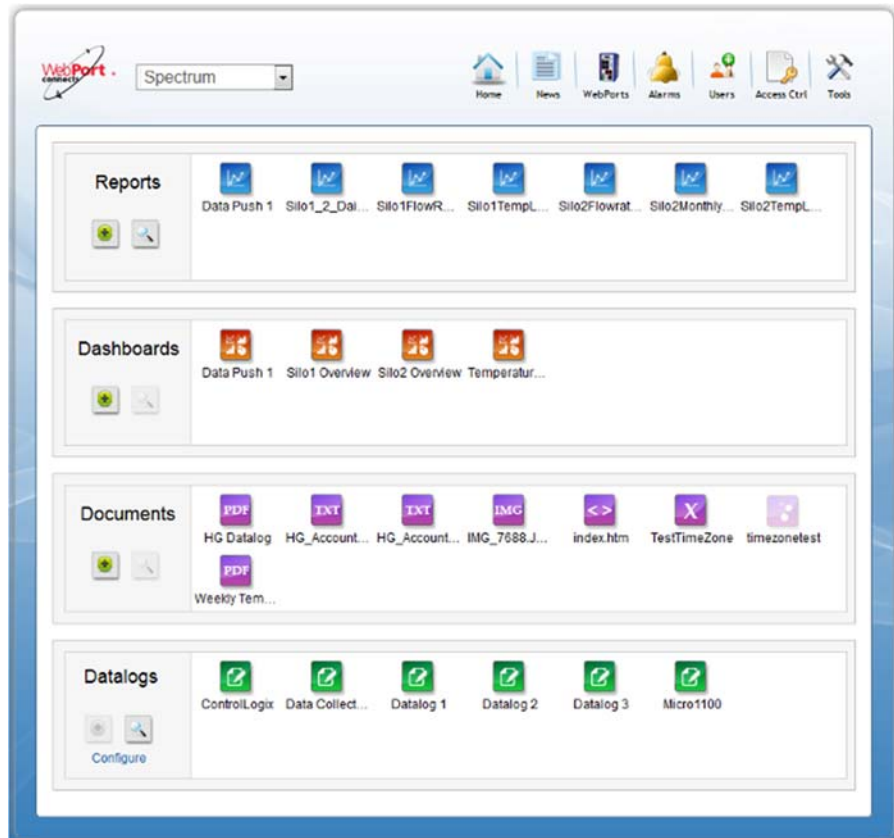 WebPort.
connects
Spectrum
Home News WebPorts Alarms Users Access Ctrl Tools
Reports
Data Push 1 Silo1_2_Dai... Silo1FlowR... Silo1TempL... Silo2Flowrat... Silo2Monthly... Silo2TempL...
Dashboards
Data Push 1 Silo1 Overview Silo2 Overview Temperatur...
Documents
PDF TXT TXT IMG <> X
HG Datalog HG_Account... HG_Account... IMG_7688.J... index.htm TestTimeZone timezonetest
PDF
Weekly Tem...
Datalogs
ControlLogix Data Collect... Datalog 1 Datalog 2 Datalog 3 Micro1100
Configure